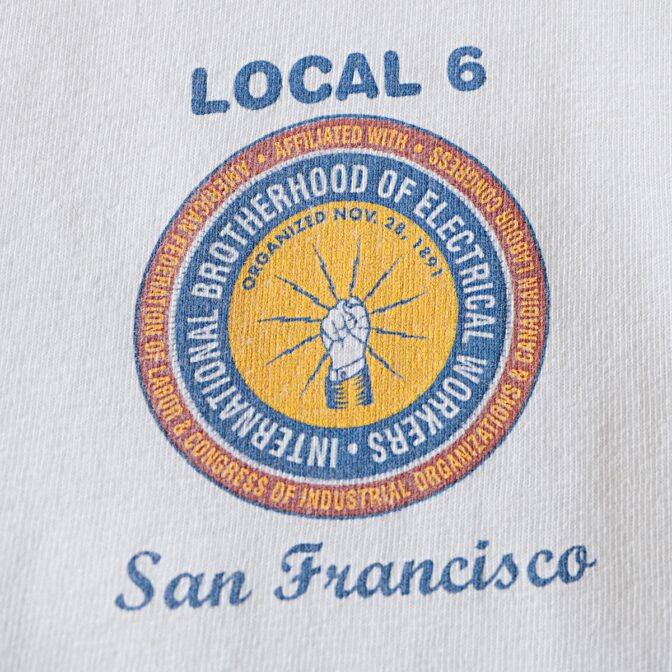 LOCAL 6
• AFFILIATED WITH •
AMERICAN FEDERATION OF LABOR & CONGRESS OF INDUSTRIAL ORGANIZATIONS & CANADIAN LABOUR CONGRESS
INTERNATIONAL BROTHERHOOD OF ELECTRICAL WORKERS •
ORGANIZED NOV. 28, 1891
San Francisco